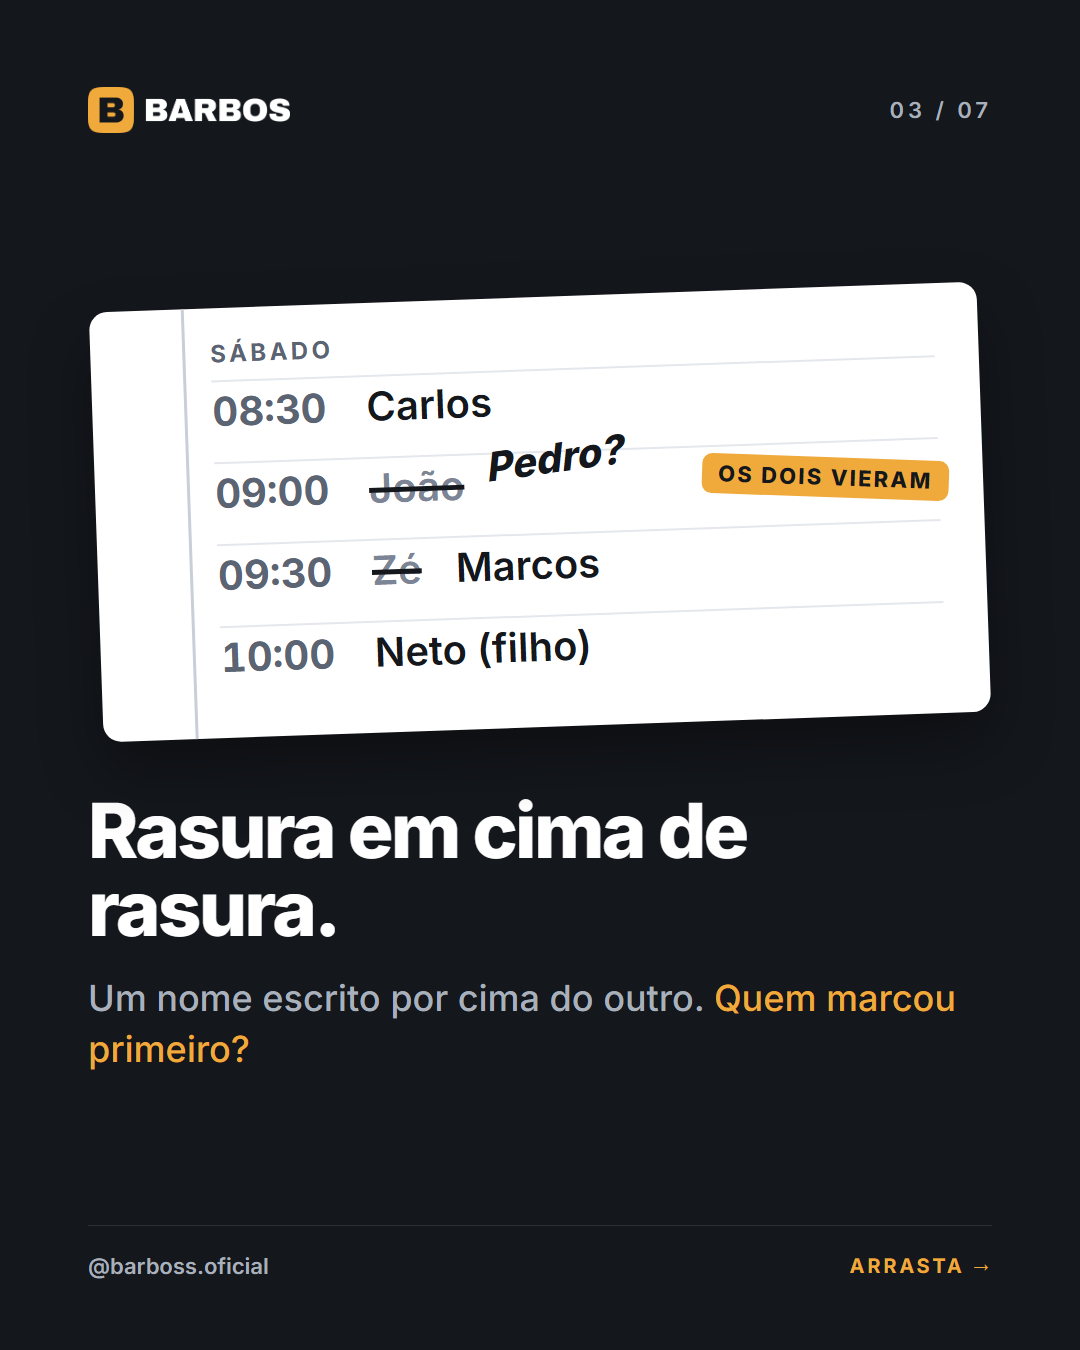 B BARBOS
03 / 07
SÁBADO
08:30 Carlos
09:00 João Pedro? OS DOIS VIERAM
09:30 Zé Marcos
10:00 Neto (filho)
Rasura em cima de
rasura.
Um nome escrito por cima do outro. Quem marcou
primeiro?
@barboss.oficial
ARRASTA →